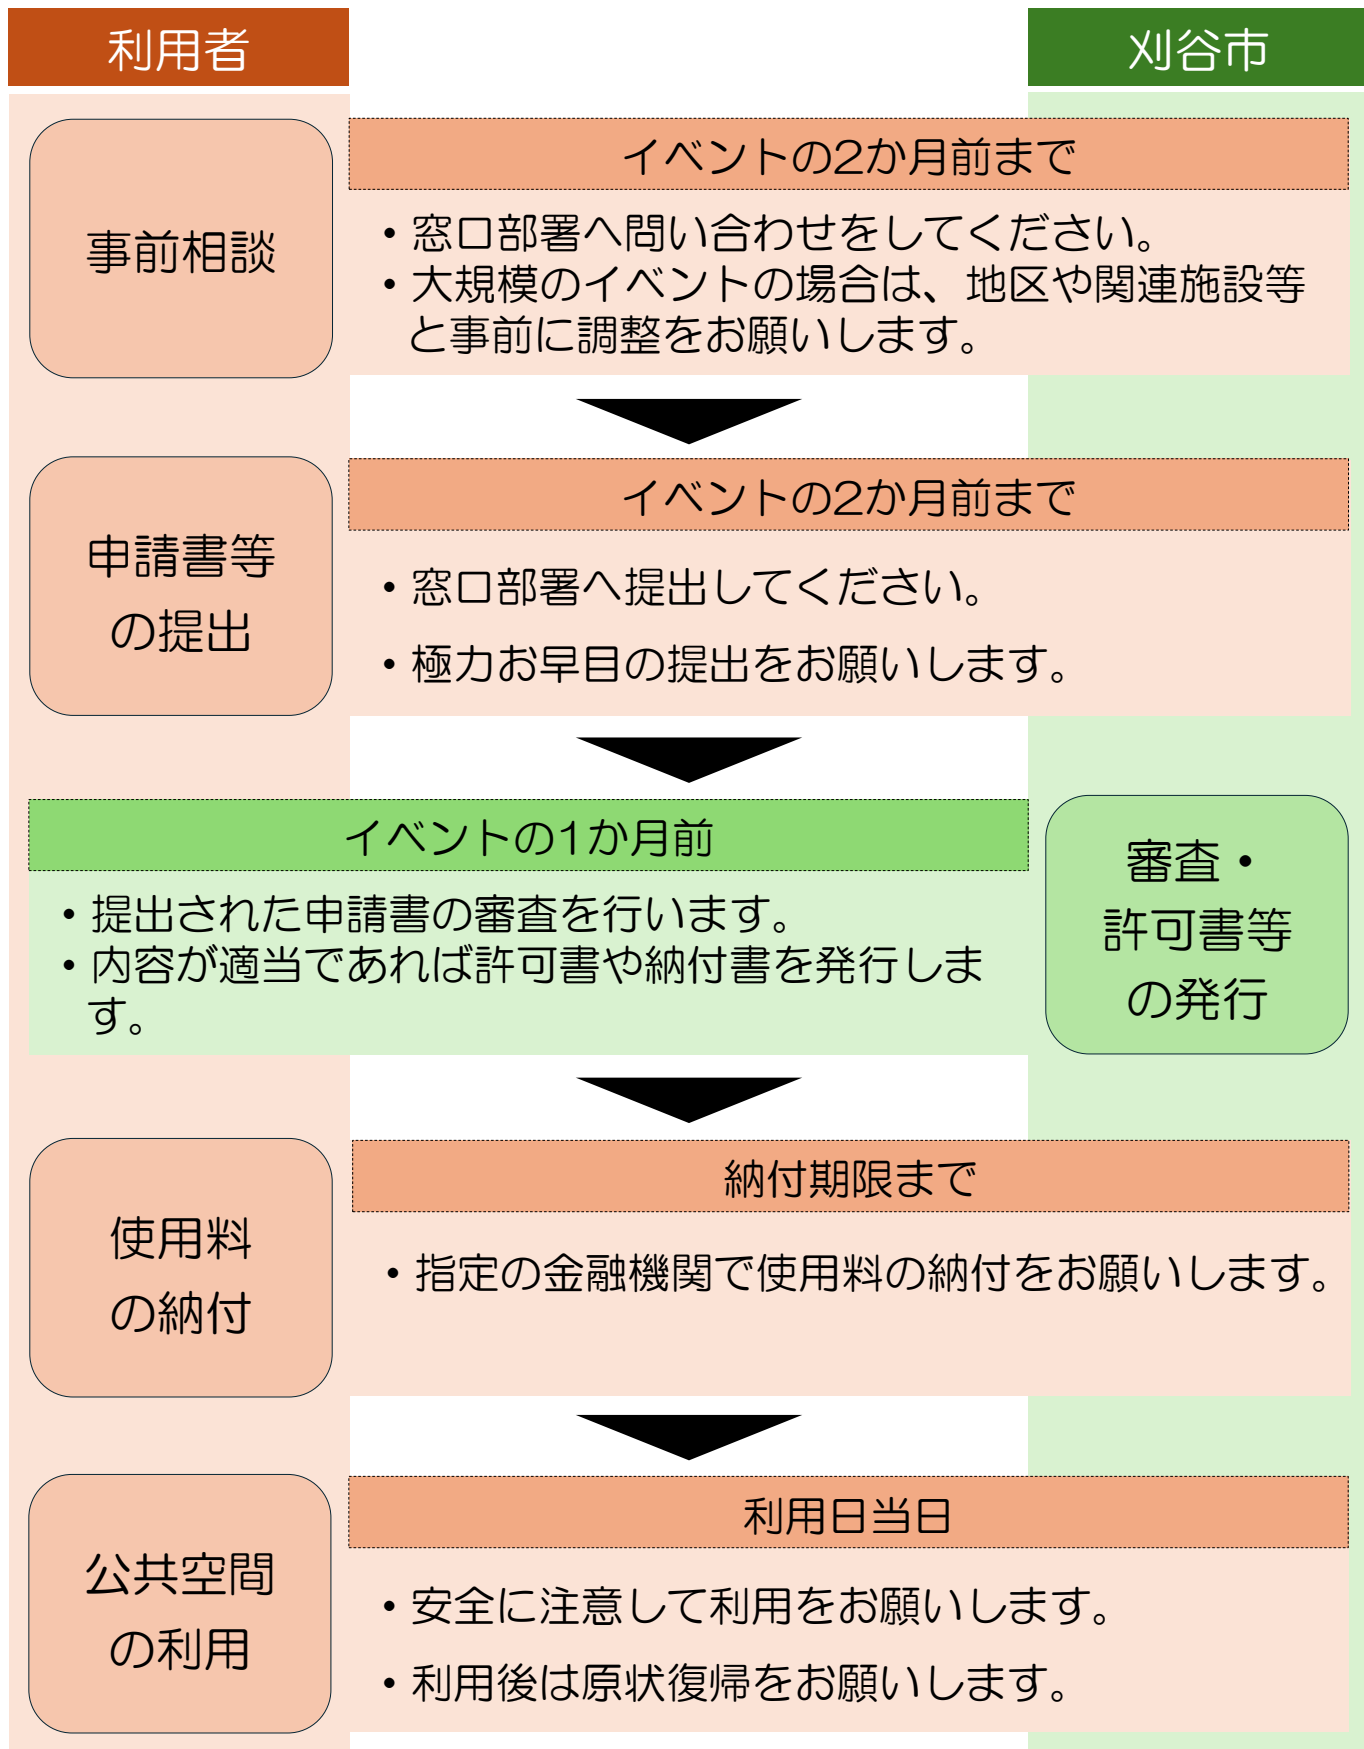 利用者
刈谷市
事前相談
イベントの2か月前まで
・窓口部署へ問い合わせをしてください。
・大規模のイベントの場合は、地区や関連施設等
と事前に調整をお願いします。
申請書等
の提出
イベントの2か月前まで
・窓口部署へ提出してください。
・極力お早目の提出をお願いします。
イベントの1か月前
・提出された申請書の審査を行います。
・内容が適当であれば許可書や納付書を発行しま
す。
審査・
許可書等
の発行
使用料
の納付
納付期限まで
・指定の金融機関で使用料の納付をお願いします。
公共空間
の利用
利用日当日
・安全に注意して利用をお願いします。
・利用後は原状復帰をお願いします。